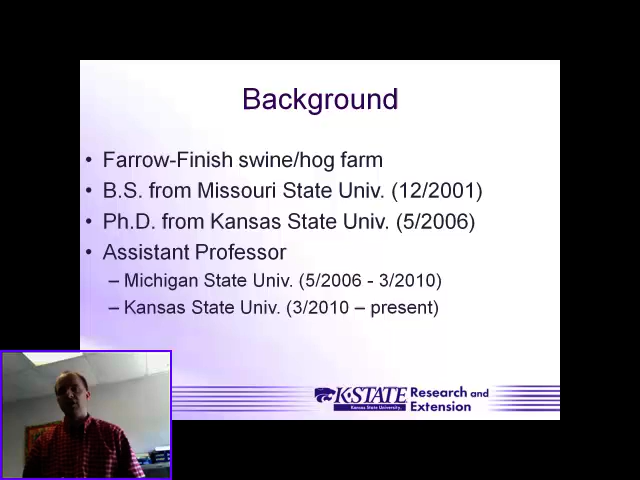 Background
• Farrow-Finish swine/hog farm
• B.S. from Missouri State Univ. (12/2001)
• Ph.D. from Kansas State Univ. (5/2006)
• Assistant Professor
– Michigan State Univ. (5/2006 - 3/2010)
– Kansas State Univ. (3/2010 – present)
K-STATE
Kansas State University
Research and
Extension